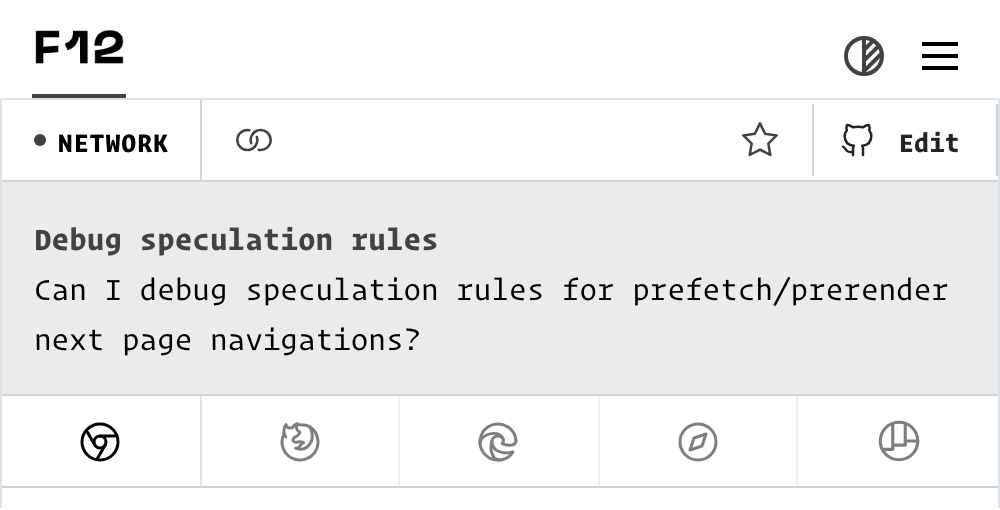 F12
NETWORK
Edit
Debug speculation rules
Can I debug speculation rules for prefetch/prerender
next page navigations?